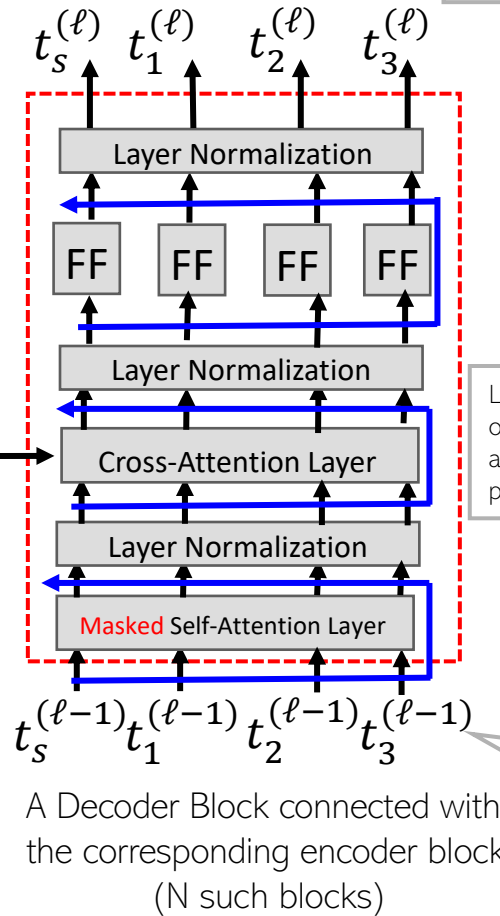 t_s^(ℓ) t_1^(ℓ) t_2^(ℓ) t_3^(ℓ)
Layer Normalization
FF FF FF FF
Layer Normalization
Cross-Attention Layer
Layer Normalization
Masked Self-Attention Layer
t_s^(ℓ−1) t_1^(ℓ−1) t_2^(ℓ−1) t_3^(ℓ−1)
L
o
a
p
A Decoder Block connected with
the corresponding encoder block
(N such blocks)